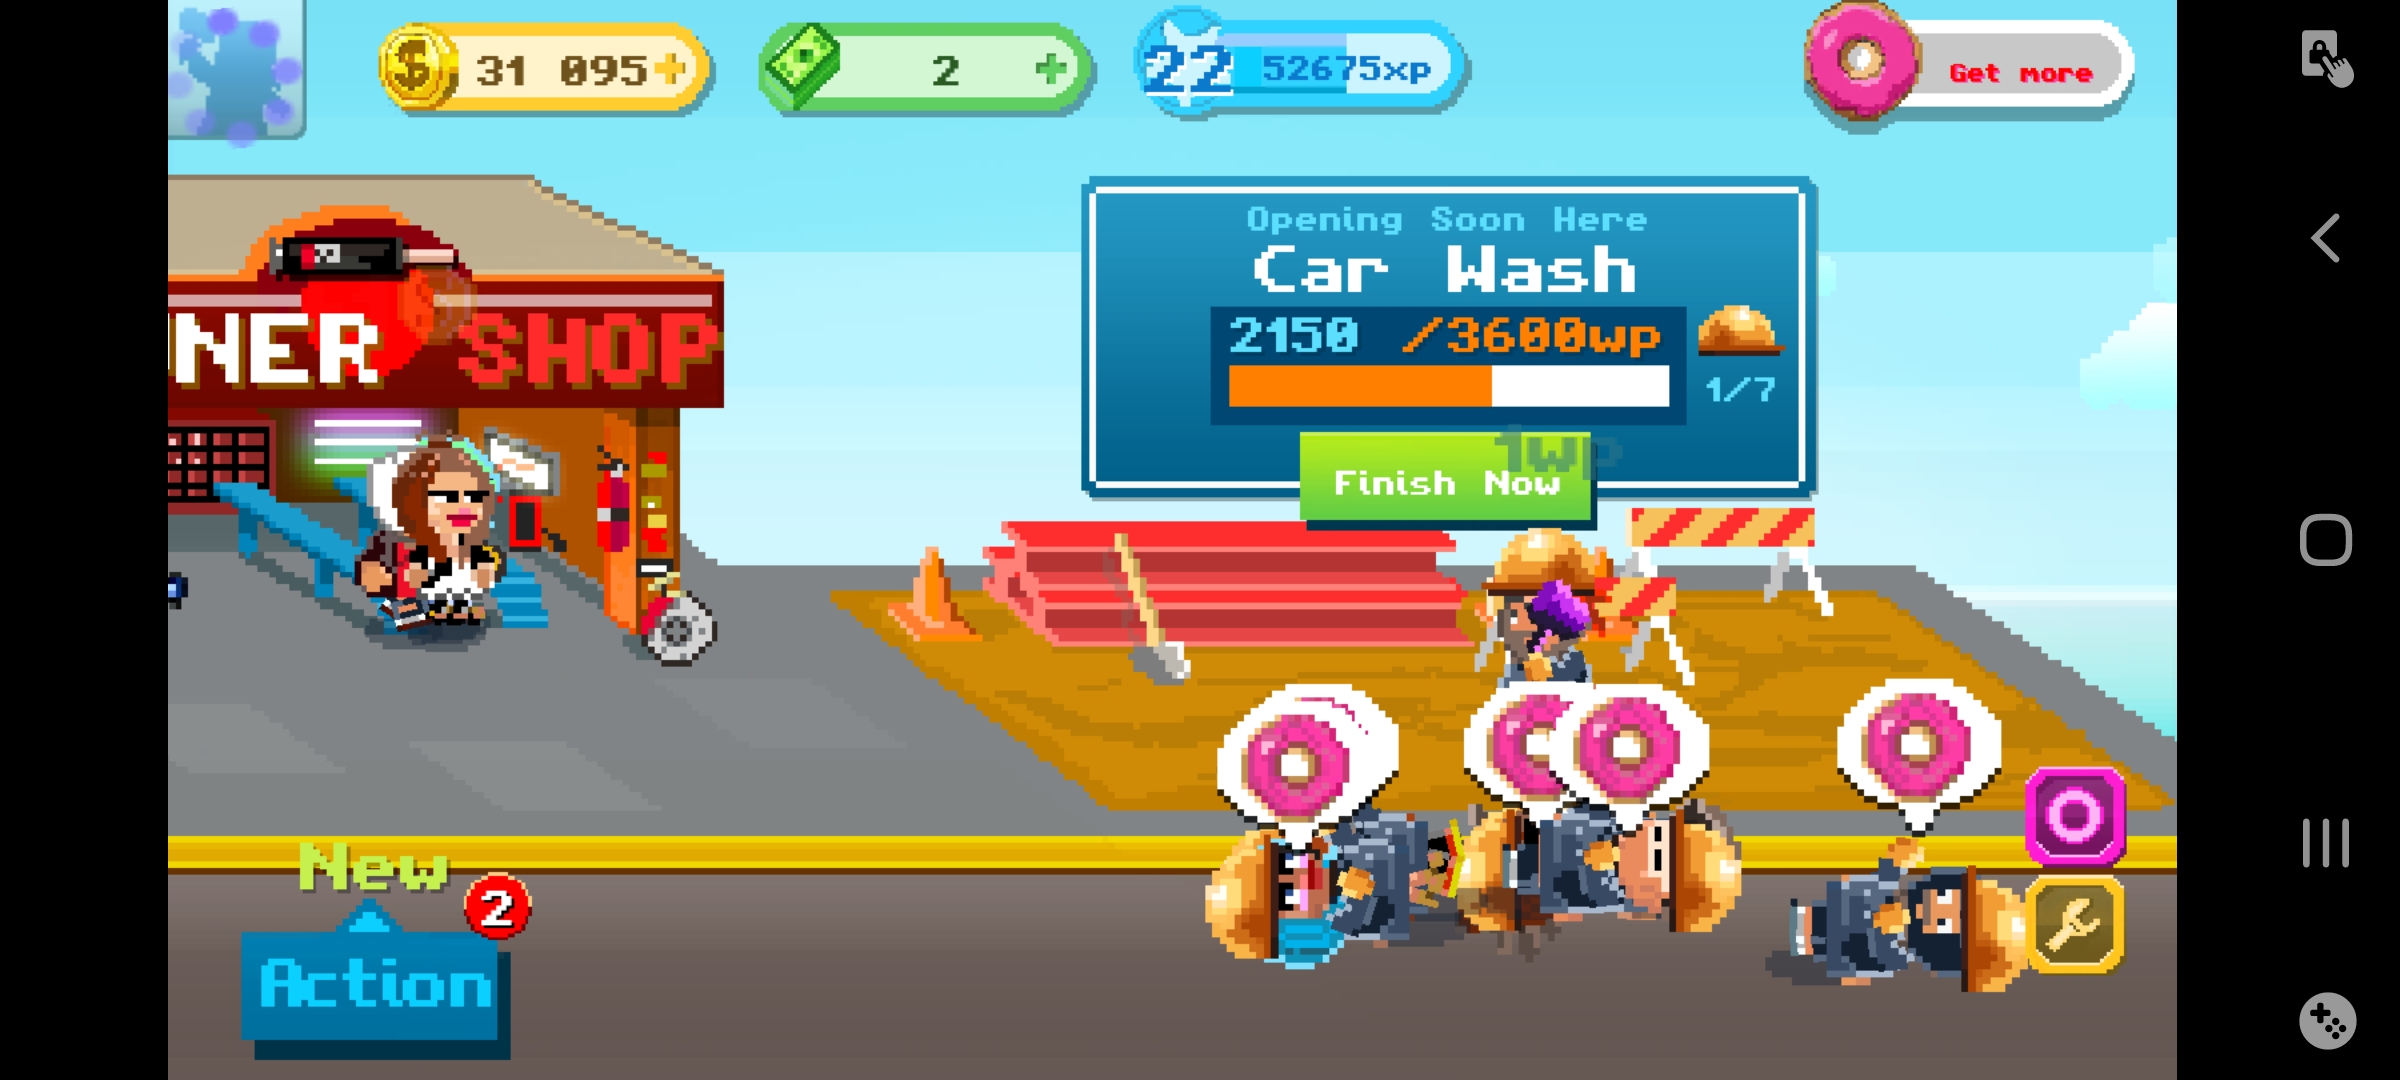 31 095
2
22
52675xp
Get more
Opening Soon Here
Car Wash
2150 /3600wp
1/7
1wp
Finish Now
NER SHOP
New
2
Action